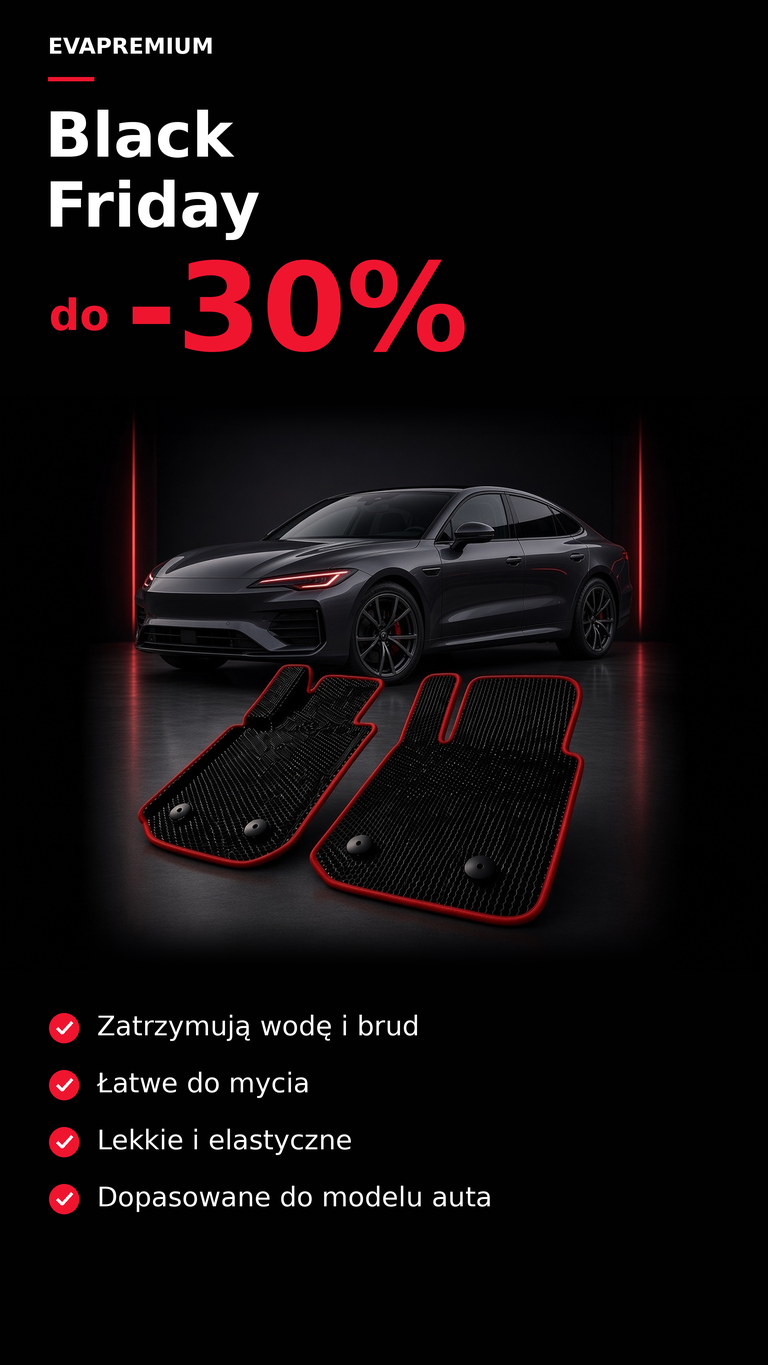 EVAPREMIUM
Black
Friday
do -30%
Zatrzymują wodę i brud
Łatwe do mycia
Lekkie i elastyczne
Dopasowane do modelu auta